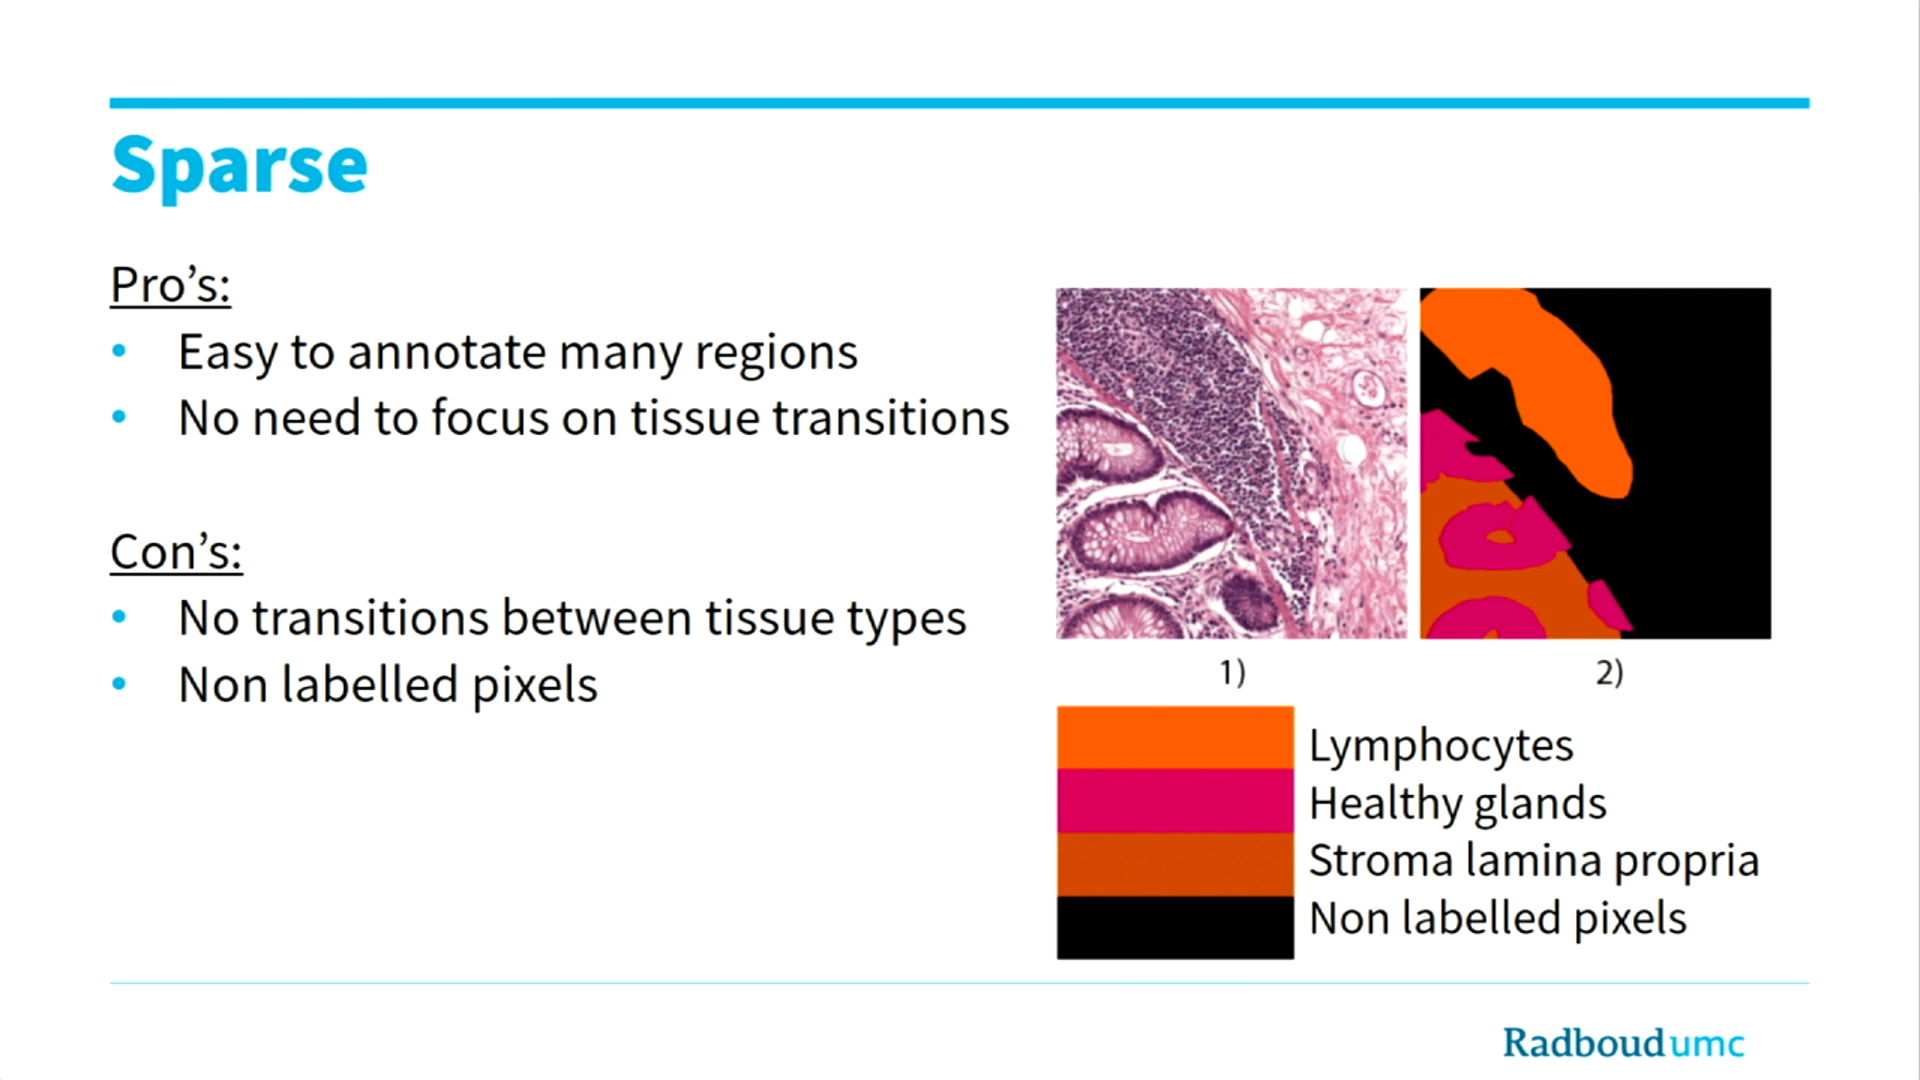 Sparse
Pro’s:
• Easy to annotate many regions
• No need to focus on tissue transitions
Con’s:
• No transitions between tissue types
• Non labelled pixels
1)
2)
Lymphocytes
Healthy glands
Stroma lamina propria
Non labelled pixels
Radboudumc